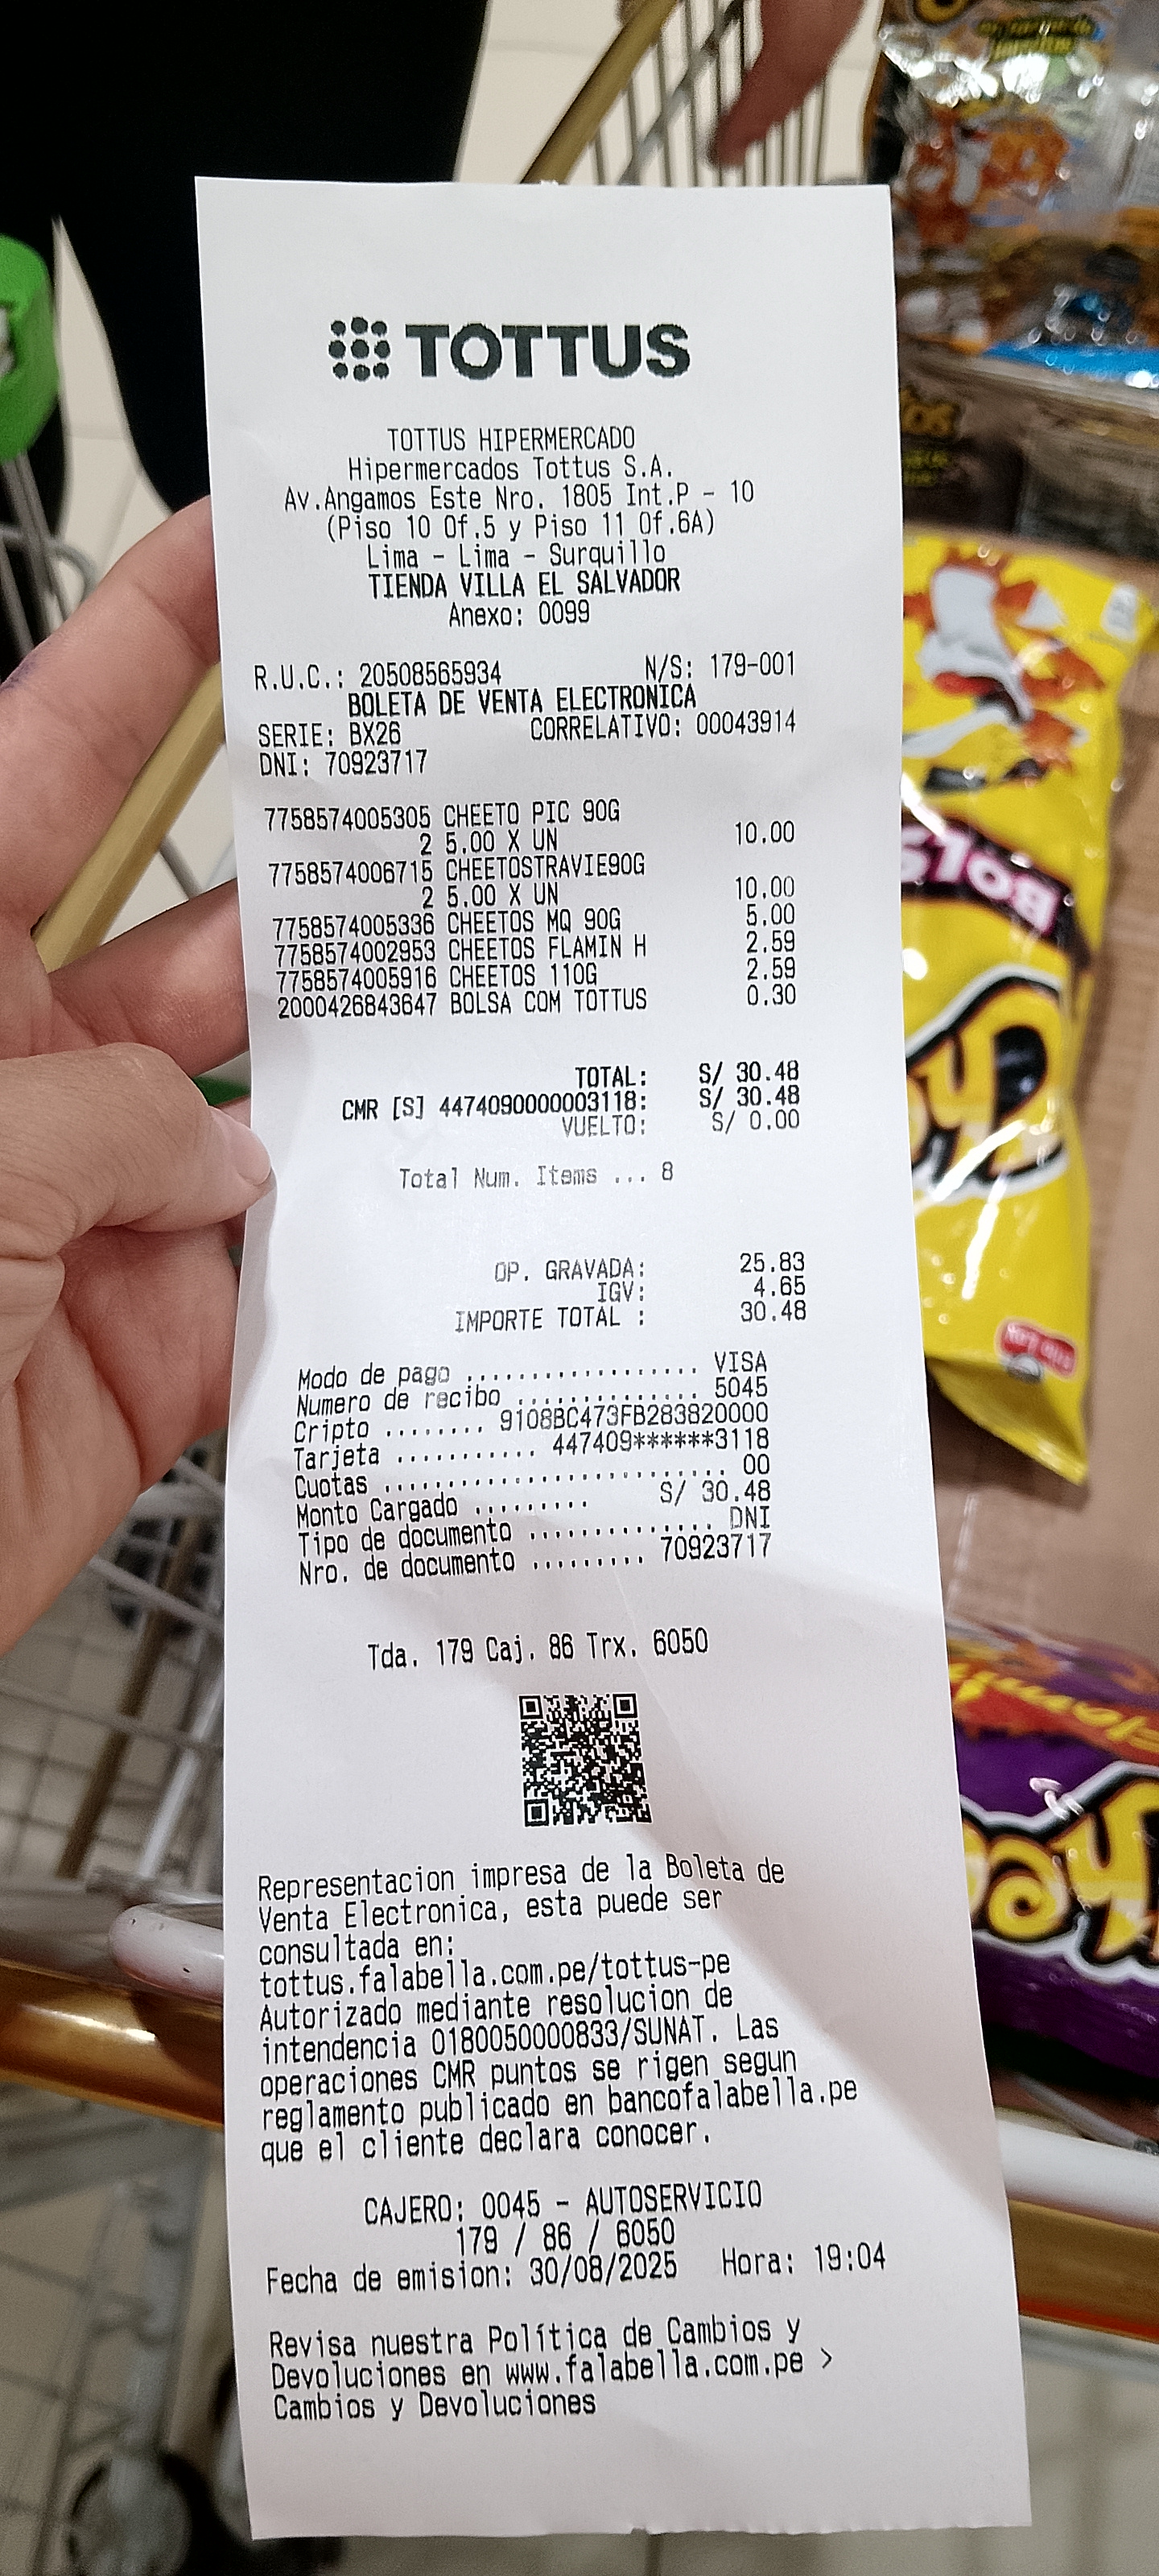 TOTTUS
TOTTUS HIPERMERCADO
Hipermercados Tottus S.A.
Av.Angamos Este Nro. 1805 Int.P - 10
(Piso 10 Of.5 y Piso 11 Of.6A)
Lima - Lima - Surquillo
TIENDA VILLA EL SALVADOR
Anexo: 0099
R.U.C.: 20508565934 N/S: 179-001
BOLETA DE VENTA ELECTRONICA
SERIE: BX26 CORRELATIVO: 00043914
DNI: 70923717
7758574005305 CHEETO PIC 90G
2 5.00 X UN 10.00
7758574006715 CHEETOSTRAVIE90G
2 5.00 X UN 10.00
7758574005336 CHEETOS MQ 90G 5.00
7758574002953 CHEETOS FLAMIN H 2.59
7758574005916 CHEETOS 110G 2.59
2000426843647 BOLSA COM TOTTUS 0.30
TOTAL: S/ 30.48
CMR [S] 4474090000003118: S/ 30.48
VUELTO: S/ 0.00
Total Num. Items ... 8
OP. GRAVADA: 25.83
IGV: 4.65
IMPORTE TOTAL : 30.48
Modo de pago .................. VISA
Numero de recibo .............. 5045
Cripto ........ 9108BC473FB283820000
Tarjeta ........... 447409******3118
Cuotas .......................... 00
Monto Cargado ......... S/ 30.48
Tipo de documento .............. DNI
Nro. de documento ......... 70923717
Tda. 179 Caj. 86 Trx. 6050
Representacion impresa de la Boleta de
Venta Electronica, esta puede ser
consultada en:
tottus.falabella.com.pe/tottus-pe
Autorizado mediante resolucion de
intendencia 0180050000833/SUNAT. Las
operaciones CMR puntos se rigen segun
reglamento publicado en bancofalabella.pe
que el cliente declara conocer.
CAJERO: 0045 - AUTOSERVICIO
179 / 86 / 6050
Fecha de emision: 30/08/2025 Hora: 19:04
Revisa nuestra Política de Cambios y
Devoluciones en www.falabella.com.pe >
Cambios y Devoluciones